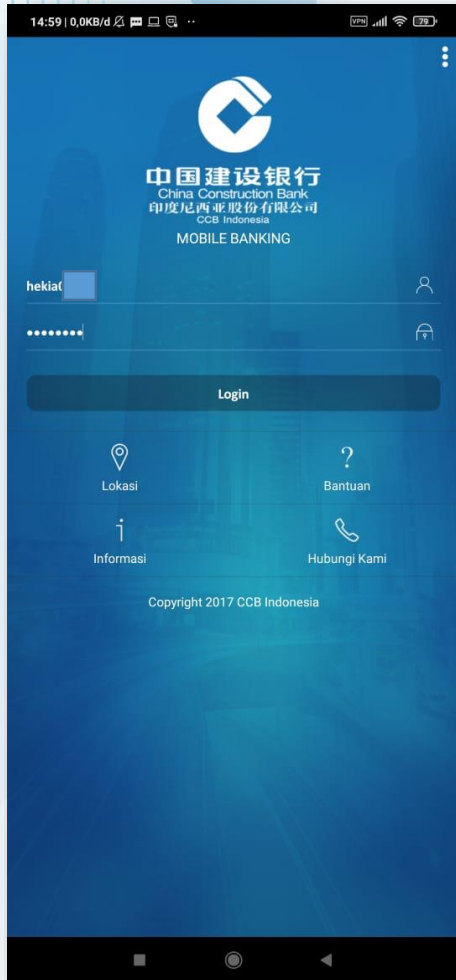 14:59 | 0,0KB/d
VPN
79
中国建设银行
China Construction Bank
印度尼西亚股份有限公司
CCB Indonesia
MOBILE BANKING
hekia
Login
Lokasi
Bantuan
Informasi
Hubungi Kami
Copyright 2017 CCB Indonesia